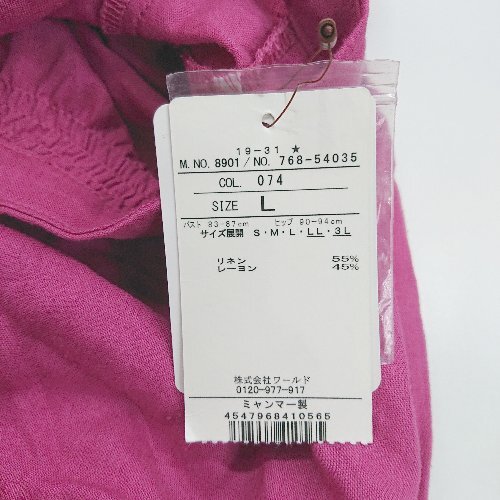 19-31 ★
M.NO. 8901 / NO. 768-54035
COL. 074
SIZE L
バスト 83-87cm ヒップ 90-94cm
サイズ展開 S・M・L・LL・3L
リネン 55%
レーヨン 45%
株式会社ワールド
0120-977-917
ミャンマー製
4547968410565